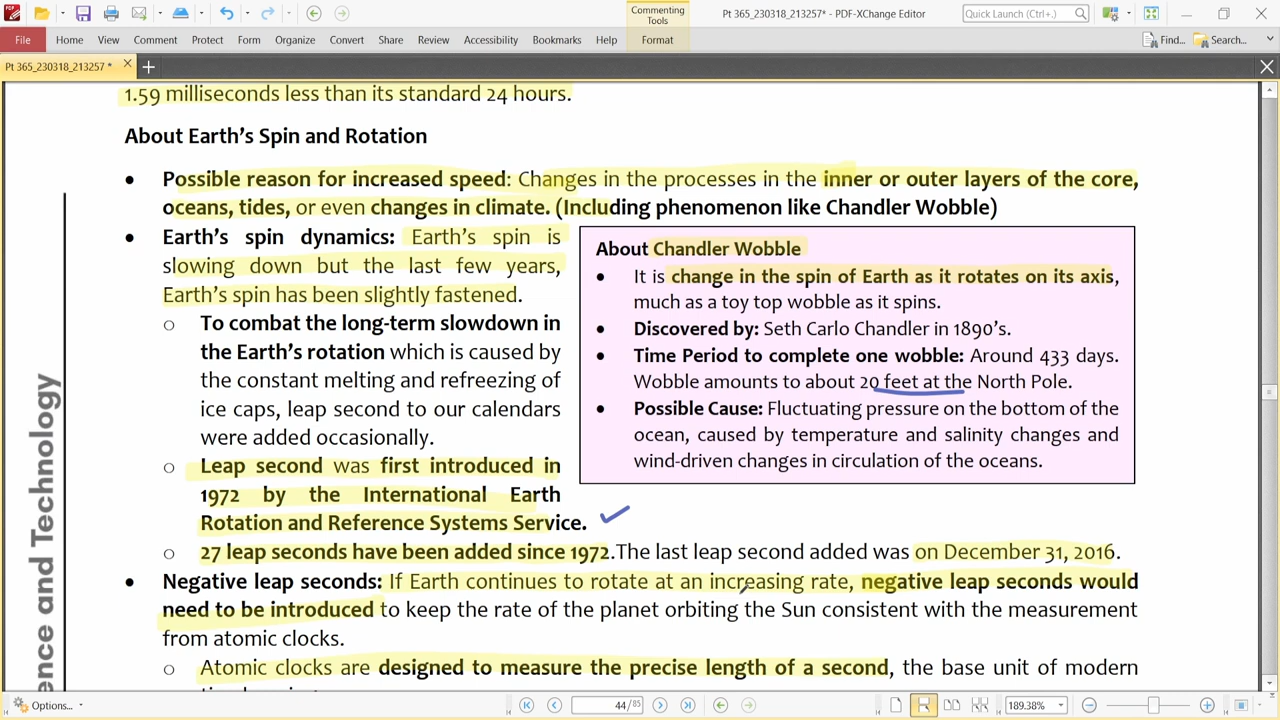 Commenting
Tools
Pt 365_230318_213257* - PDF-XChange Editor
Quick Launch (Ctrl+.)
File
Home
View
Comment
Protect
Form
Organize
Convert
Share
Review
Accessibility
Bookmarks
Help
Format
Find...
Search...
Pt 365_230318_213257 *
1.59 milliseconds less than its standard 24 hours.
About Earth’s Spin and Rotation
• Possible reason for increased speed: Changes in the processes in the inner or outer layers of the core,
oceans, tides, or even changes in climate. (Including phenomenon like Chandler Wobble)
• Earth’s spin dynamics: Earth’s spin is
slowing down but the last few years,
Earth’s spin has been slightly fastened.
o To combat the long-term slowdown in
the Earth’s rotation which is caused by
the constant melting and refreezing of
ice caps, leap second to our calendars
were added occasionally.
o Leap second was first introduced in
1972 by the International Earth
Rotation and Reference Systems Service.
About Chandler Wobble
• It is change in the spin of Earth as it rotates on its axis,
much as a toy top wobble as it spins.
• Discovered by: Seth Carlo Chandler in 1890’s.
• Time Period to complete one wobble: Around 433 days.
Wobble amounts to about 20 feet at the North Pole.
• Possible Cause: Fluctuating pressure on the bottom of the
ocean, caused by temperature and salinity changes and
wind-driven changes in circulation of the oceans.
o 27 leap seconds have been added since 1972.The last leap second added was on December 31, 2016.
• Negative leap seconds: If Earth continues to rotate at an increasing rate, negative leap seconds would
need to be introduced to keep the rate of the planet orbiting the Sun consistent with the measurement
from atomic clocks.
o Atomic clocks are designed to measure the precise length of a second, the base unit of modern
ence and Technology
Options...
44 /85
189.38%